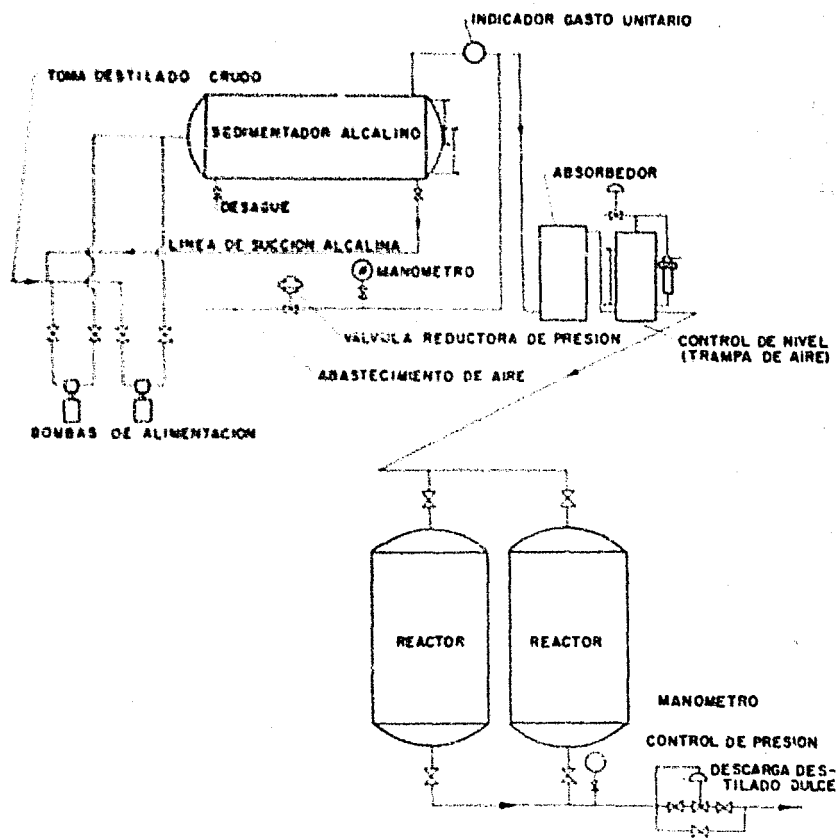 INDICADOR GASTO UNITARIO
TOMA DESTILADO CRUDO
SEDIMENTADOR ALCALINO
ABSORBEDOR
DESAGUE
LINEA DE SUCCION ALCALINA
MANOMETRO
VALVULA REDUCTORA DE PRESION
CONTROL DE NIVEL
(TRAMPA DE AIRE)
ABASTECIMIENTO DE AIRE
BOMBAS DE ALIMENTACION
REACTOR
REACTOR
MANOMETRO
CONTROL DE PRESION
DESCARGA DES-
TILADO DULCE